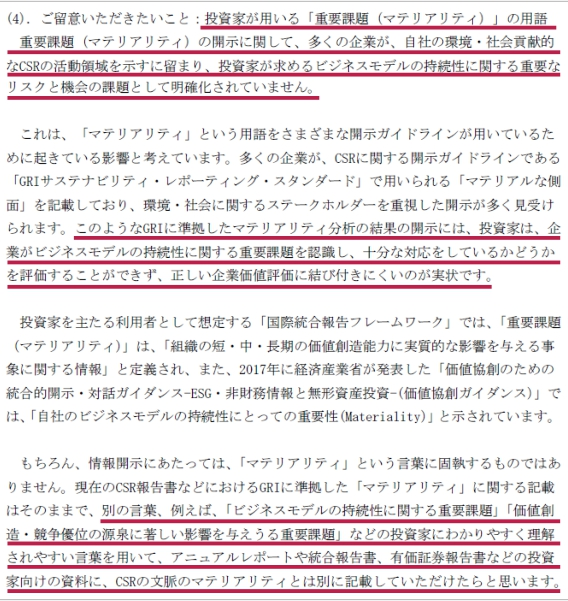 (4). ご留意いただきたいこと：投資家が用いる「重要課題（マテリアリティ）」の用語
重要課題（マテリアリティ）の開示に関して、多くの企業が、自社の環境・社会貢献的
なCSRの活動領域を示すに留まり、投資家が求めるビジネスモデルの持続性に関する重要な
リスクと機会の課題として明確化されていません。
これは、「マテリアリティ」という用語をさまざまな開示ガイドラインが用いているた
めに起きている影響と考えています。多くの企業が、CSRに関する開示ガイドラインである
「GRIサステナビリティ・レポーティング・スタンダード」で用いられる「マテリアルな側
面」を記載しており、環境・社会に関するステークホルダーを重視した開示が多く見受け
られます。このようなGRIに準拠したマテリアリティ分析の結果の開示には、投資家は、企
業がビジネスモデルの持続性に関する重要課題を認識し、十分な対応をしているかどうか
を評価することができず、正しい企業価値評価に結び付きにくいのが実状です。
投資家を主たる利用者として想定する「国際統合報告フレームワーク」では、「重要課題
（マテリアリティ）」は、「組織の短・中・長期の価値創造能力に実質的な影響を与える事
象に関する情報」と定義され、また、2017年に経済産業省が発表した「価値協創のための
統合的開示・対話ガイダンス-ESG・非財務情報と無形資産投資-(価値協創ガイダンス)」で
は、「自社のビジネスモデルの持続性にとっての重要性(Materiality)」と示されています。
もちろん、情報開示にあたっては、「マテリアリティ」という言葉に固執するものではあ
りません。現在のCSR報告書などにおけるGRIに準拠した「マテリアリティ」に関する記載
はそのままで、別の言葉、例えば、「ビジネスモデルの持続性に関する重要課題」「価値創
造・競争優位の源泉に著しい影響を与えうる重要課題」などの投資家にわかりやすく理解
されやすい言葉を用いて、アニュアルレポートや統合報告書、有価証券報告書などの投資
家向けの資料に、CSRの文脈のマテリアリティとは別に記載していただけたらと思います。